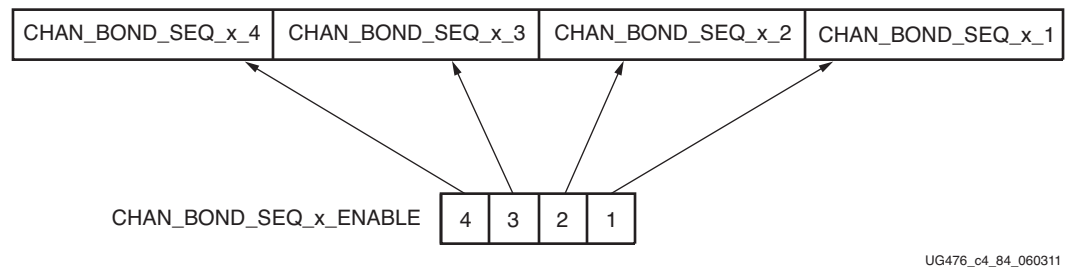 CHAN_BOND_SEQ_x_4 CHAN_BOND_SEQ_x_3 CHAN_BOND_SEQ_x_2 CHAN_BOND_SEQ_x_1
CHAN_BOND_SEQ_x_ENABLE 4 3 2 1
UG476_c4_84_060311